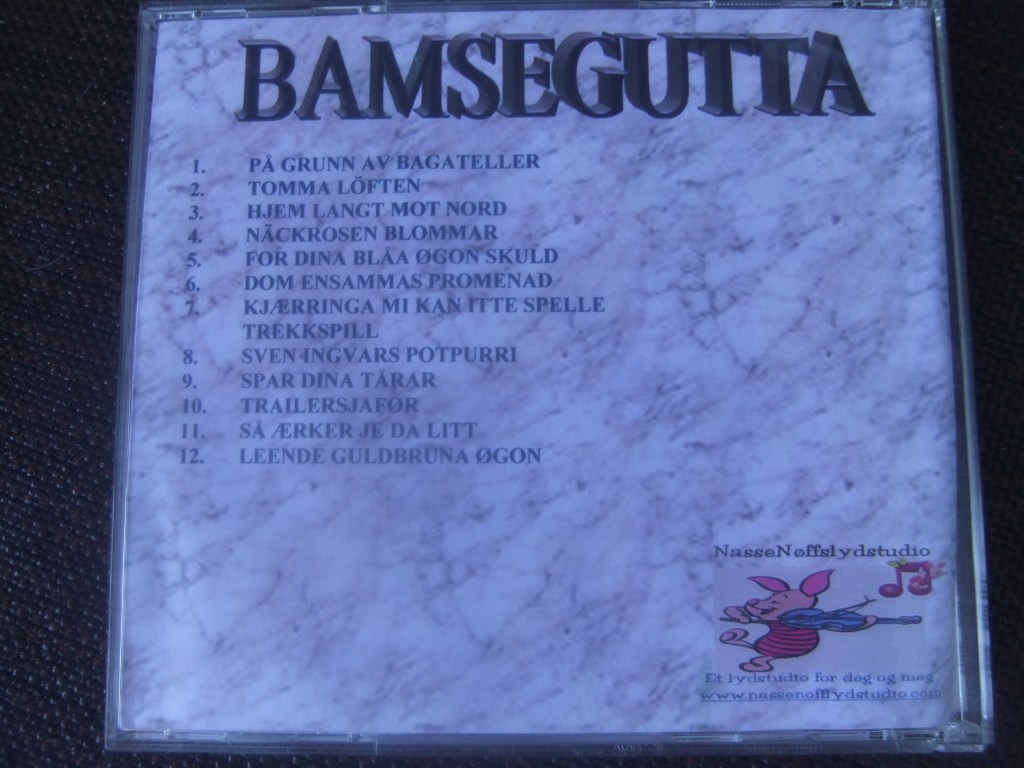 BAMSEGUTTA
1. PÅ GRUNN AV BAGATELLER
2. TOMMA LÖFTEN
3. HJEM LANGT MOT NORD
4. NÄCKROSEN BLOMMAR
5. FOR DINA BLÅA ØGON SKULD
6. DOM ENSAMMAS PROMENAD
7. KJÆRRINGA MI KAN ITTE SPELLE
TREKKSPILL
8. SVEN-INGVARS POTPURRI
9. SPAR DINA TÅRAR
10. TRAILERSJAFØR
11. SÅ ÆRKER JE DA LITT
12. LEENDE GULDBRUNA ØGON
NasseNøffslydstudio
Et lydstudio for deg og meg
www.nassenofflydstudio.com